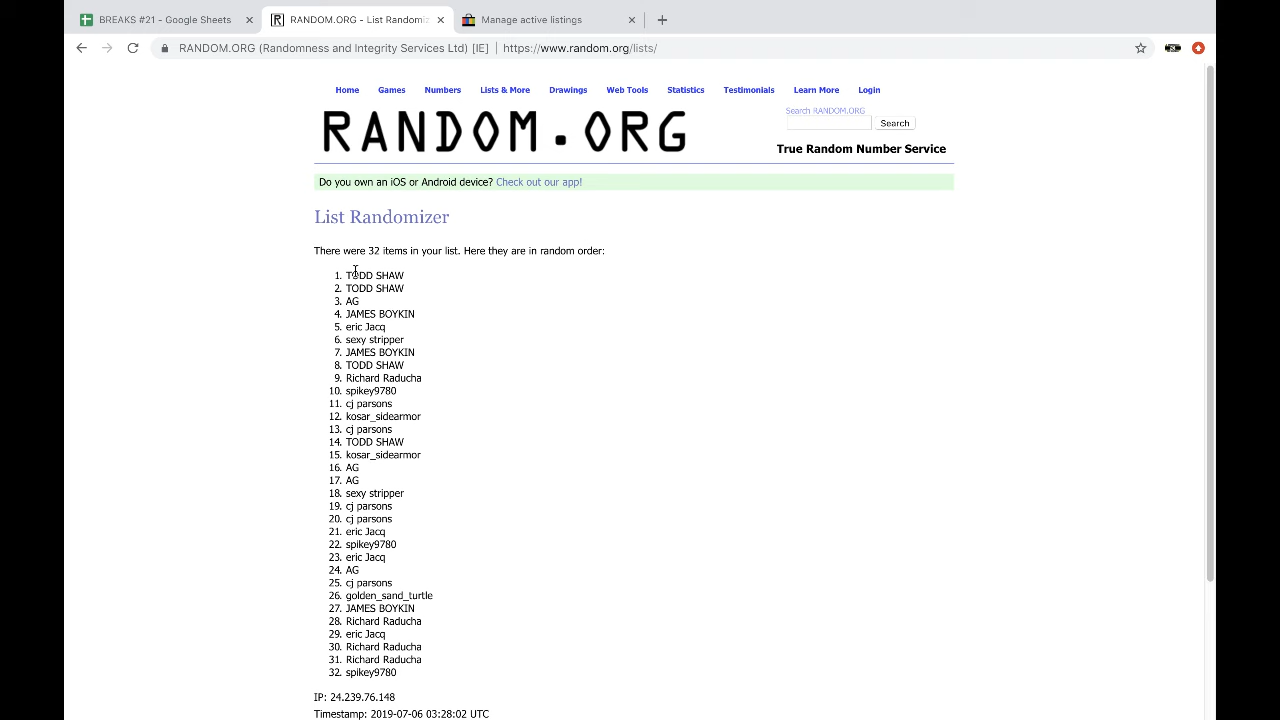 BREAKS #21 - Google Sheets
RANDOM.ORG - List Randomiz
Manage active listings
RANDOM.ORG (Randomness and Integrity Services Ltd) [IE] | https://www.random.org/lists/
Home Games Numbers Lists & More Drawings Web Tools Statistics Testimonials Learn More Login
Search RANDOM.ORG
RANDOM.ORG
Search
True Random Number Service
Do you own an iOS or Android device? Check out our app!
List Randomizer
There were 32 items in your list. Here they are in random order:
1. TODD SHAW
2. TODD SHAW
3. AG
4. JAMES BOYKIN
5. eric Jacq
6. sexy stripper
7. JAMES BOYKIN
8. TODD SHAW
9. Richard Raducha
10. spikey9780
11. cj parsons
12. kosar_sidearmor
13. cj parsons
14. TODD SHAW
15. kosar_sidearmor
16. AG
17. AG
18. sexy stripper
19. cj parsons
20. cj parsons
21. eric Jacq
22. spikey9780
23. eric Jacq
24. AG
25. cj parsons
26. golden_sand_turtle
27. JAMES BOYKIN
28. Richard Raducha
29. eric Jacq
30. Richard Raducha
31. Richard Raducha
32. spikey9780
IP: 24.239.76.148
Timestamp: 2019-07-06 03:28:02 UTC